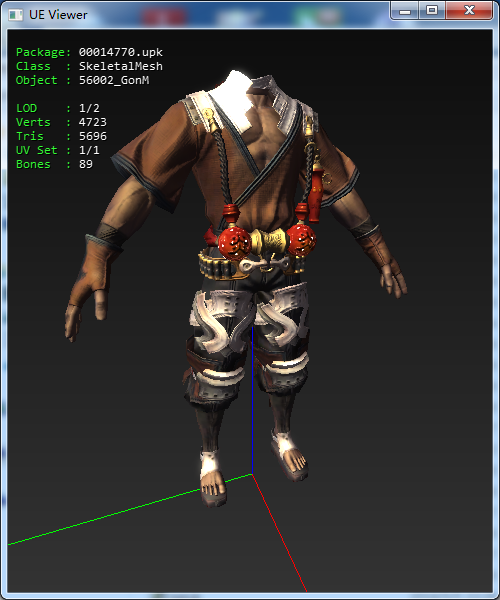 UE Viewer
Package: 00014770.upk
Class  : SkeletalMesh
Object : 56002_GonM
LOD    : 1/2
Verts  : 4723
Tris   : 5696
UV Set : 1/1
Bones  : 89